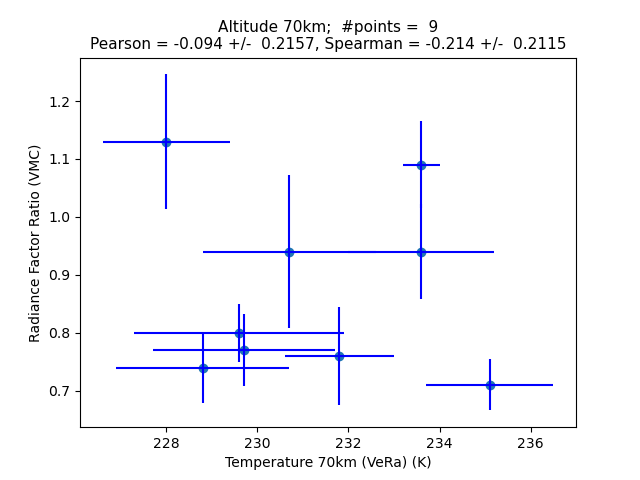 Altitude 70km;  #points =  9
Pearson = -0.094 +/-  0.2157, Spearman = -0.214 +/-  0.2115
1.2
1.1
1.0
0.9
0.8
0.7
Radiance Factor Ratio (VMC)
228 230 232 234 236
Temperature 70km (VeRa) (K)